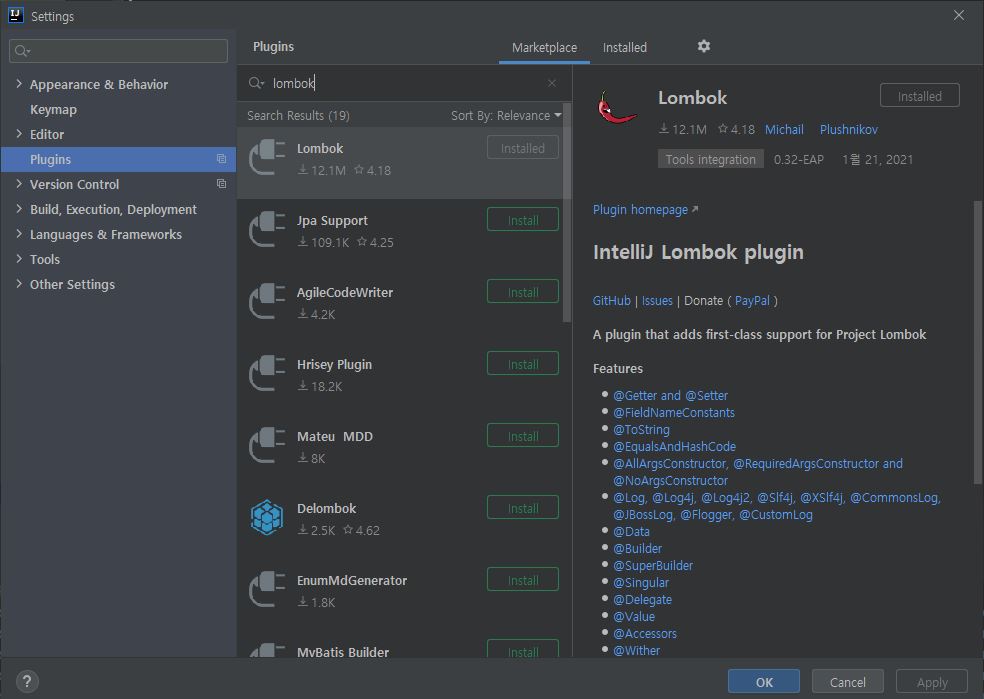 IJ
Settings
Appearance & Behavior
Keymap
Editor
Plugins
Version Control
Build, Execution, Deployment
Languages & Frameworks
Tools
Other Settings
Plugins
Marketplace
Installed
lombok
Search Results (19)
Sort By: Relevance
Lombok
12.1M 4.18
Installed
Jpa Support
109.1K 4.25
Install
AgileCodeWriter
4.2K
Install
Hrisey Plugin
18.2K
Install
Mateu MDD
8K
Install
Delombok
2.5K 4.62
Install
EnumMdGenerator
1.8K
Install
MyBatis Builder
Install
Lombok
Installed
12.1M 4.18 Michail Plushnikov
Tools integration 0.32-EAP 1월 21, 2021
Plugin homepage
IntelliJ Lombok plugin
GitHub | Issues | Donate ( PayPal )
A plugin that adds first-class support for Project Lombok
Features
@Getter and @Setter
@FieldNameConstants
@ToString
@EqualsAndHashCode
@AllArgsConstructor, @RequiredArgsConstructor and
@NoArgsConstructor
@Log, @Log4j, @Log4j2, @Slf4j, @XSlf4j, @CommonsLog,
@JBossLog, @Flogger, @CustomLog
@Data
@Builder
@SuperBuilder
@Singular
@Delegate
@Value
@Accessors
@Wither
?
OK
Cancel
Apply